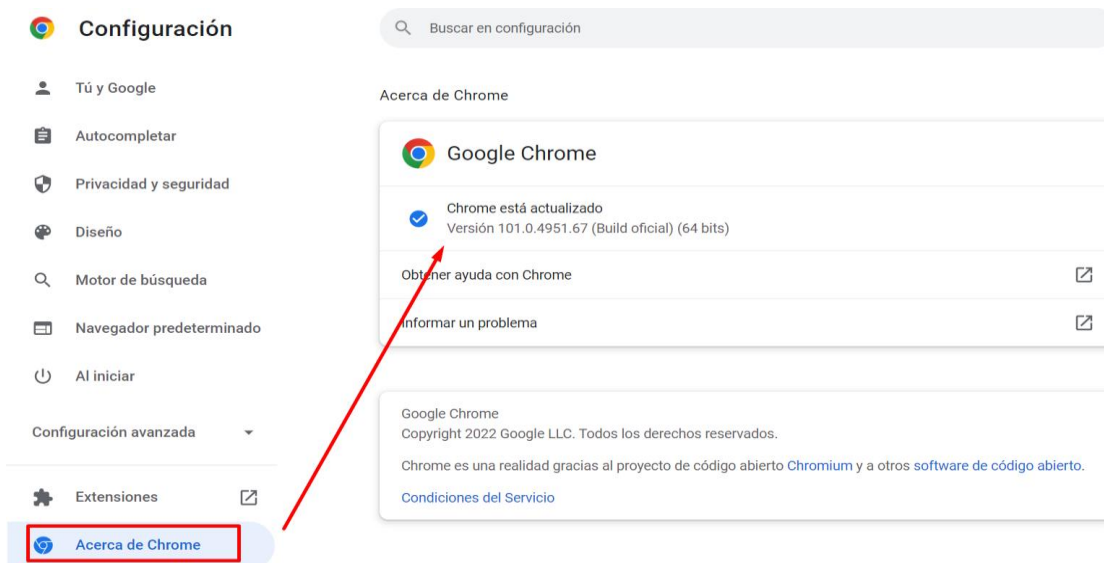 Configuración
Buscar en configuración
Tú y Google
Autocompletar
Privacidad y seguridad
Diseño
Motor de búsqueda
Navegador predeterminado
Al iniciar
Configuración avanzada
Extensiones
Acerca de Chrome
Acerca de Chrome
Google Chrome
Chrome está actualizado
Versión 101.0.4951.67 (Build oficial) (64 bits)
Obtener ayuda con Chrome
Informar un problema
Google Chrome
Copyright 2022 Google LLC. Todos los derechos reservados.
Chrome es una realidad gracias al proyecto de código abierto Chromium y a otros software de código abierto.
Condiciones del Servicio